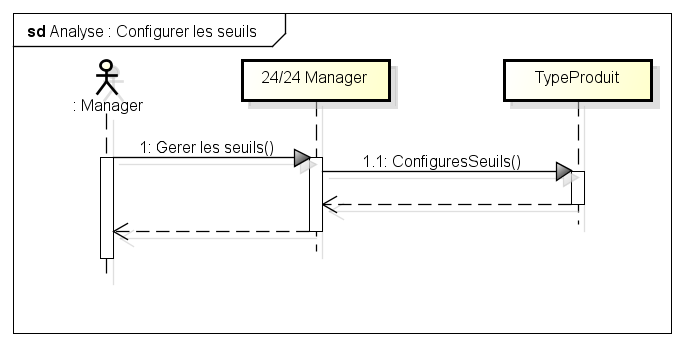 sd Analyse : Configurer les seuils
: Manager
24/24 Manager
TypeProduit
1: Gerer les seuils()
1.1: ConfiguresSeuils()